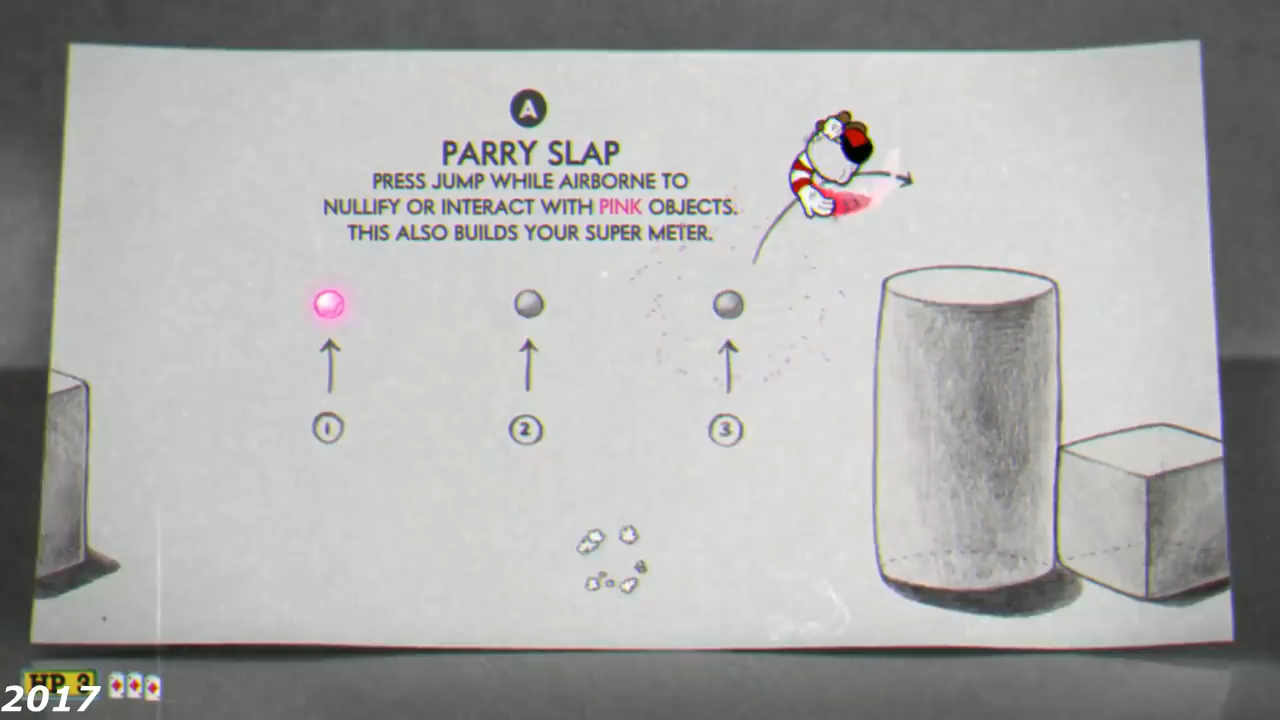 A
PARRY SLAP
PRESS JUMP WHILE AIRBORNE TO
NULLIFY OR INTERACT WITH PINK OBJECTS.
THIS ALSO BUILDS YOUR SUPER METER.
1 2 3
HP. 3
2017